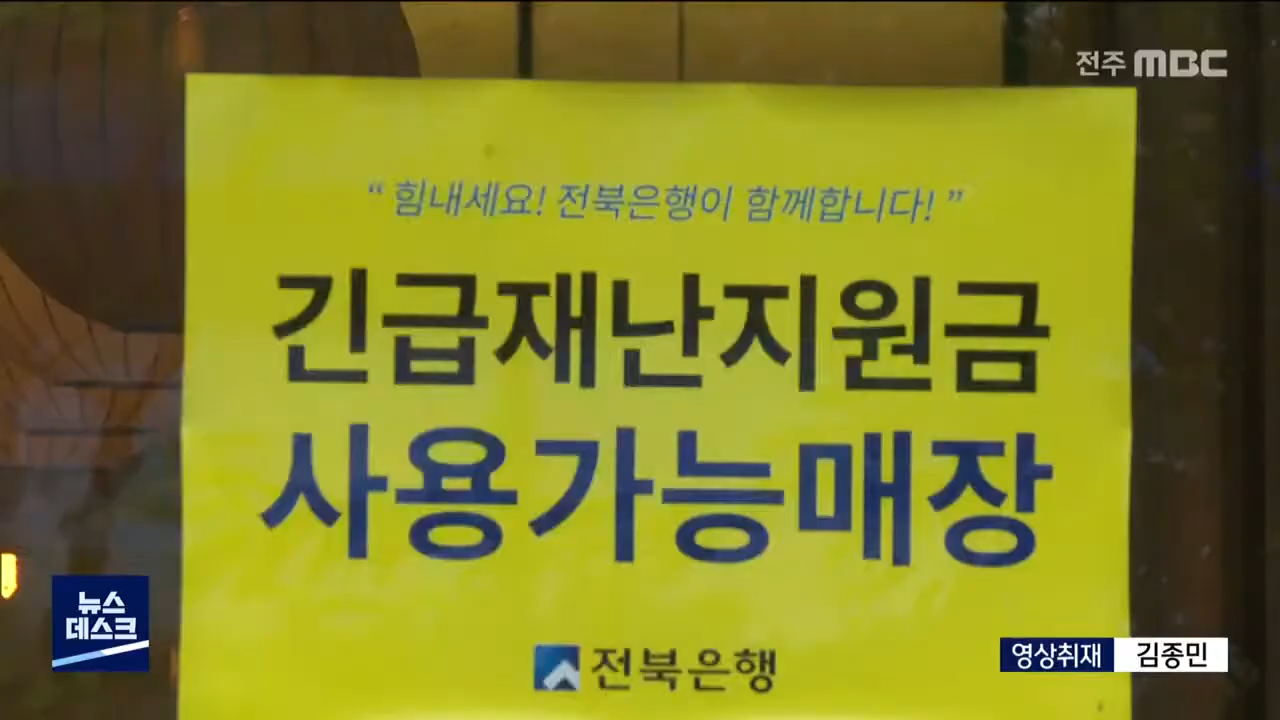 전주 MBC
“ 힘내세요! 전북은행이 함께합니다! ”
긴급재난지원금
사용가능매장
전북은행
뉴스
데스크
영상취재 김종민